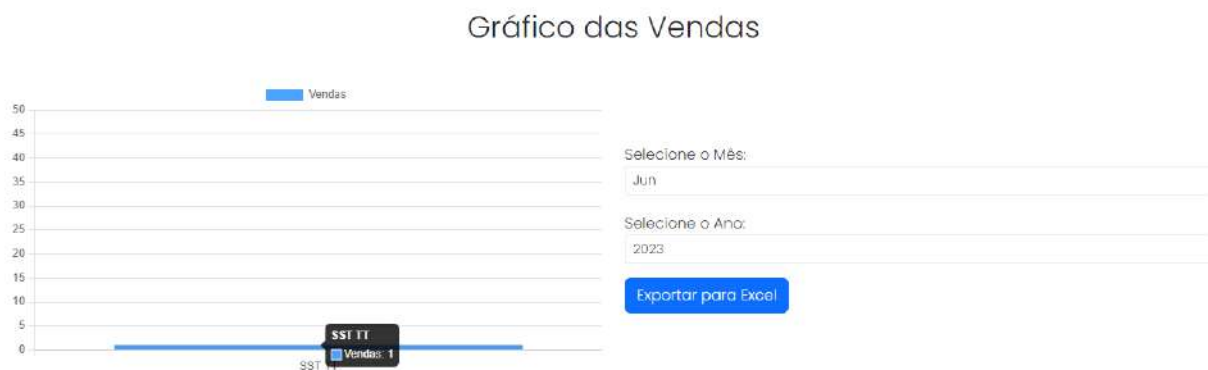 Gráfico das Vendas
Vendas
50
45
40
35
30
25
20
15
10
5
0
SST TT
Vendas: 1
SST TT
Selecione o Mês:
Jun
Selecione o Ano:
2023
Exportar para Excel